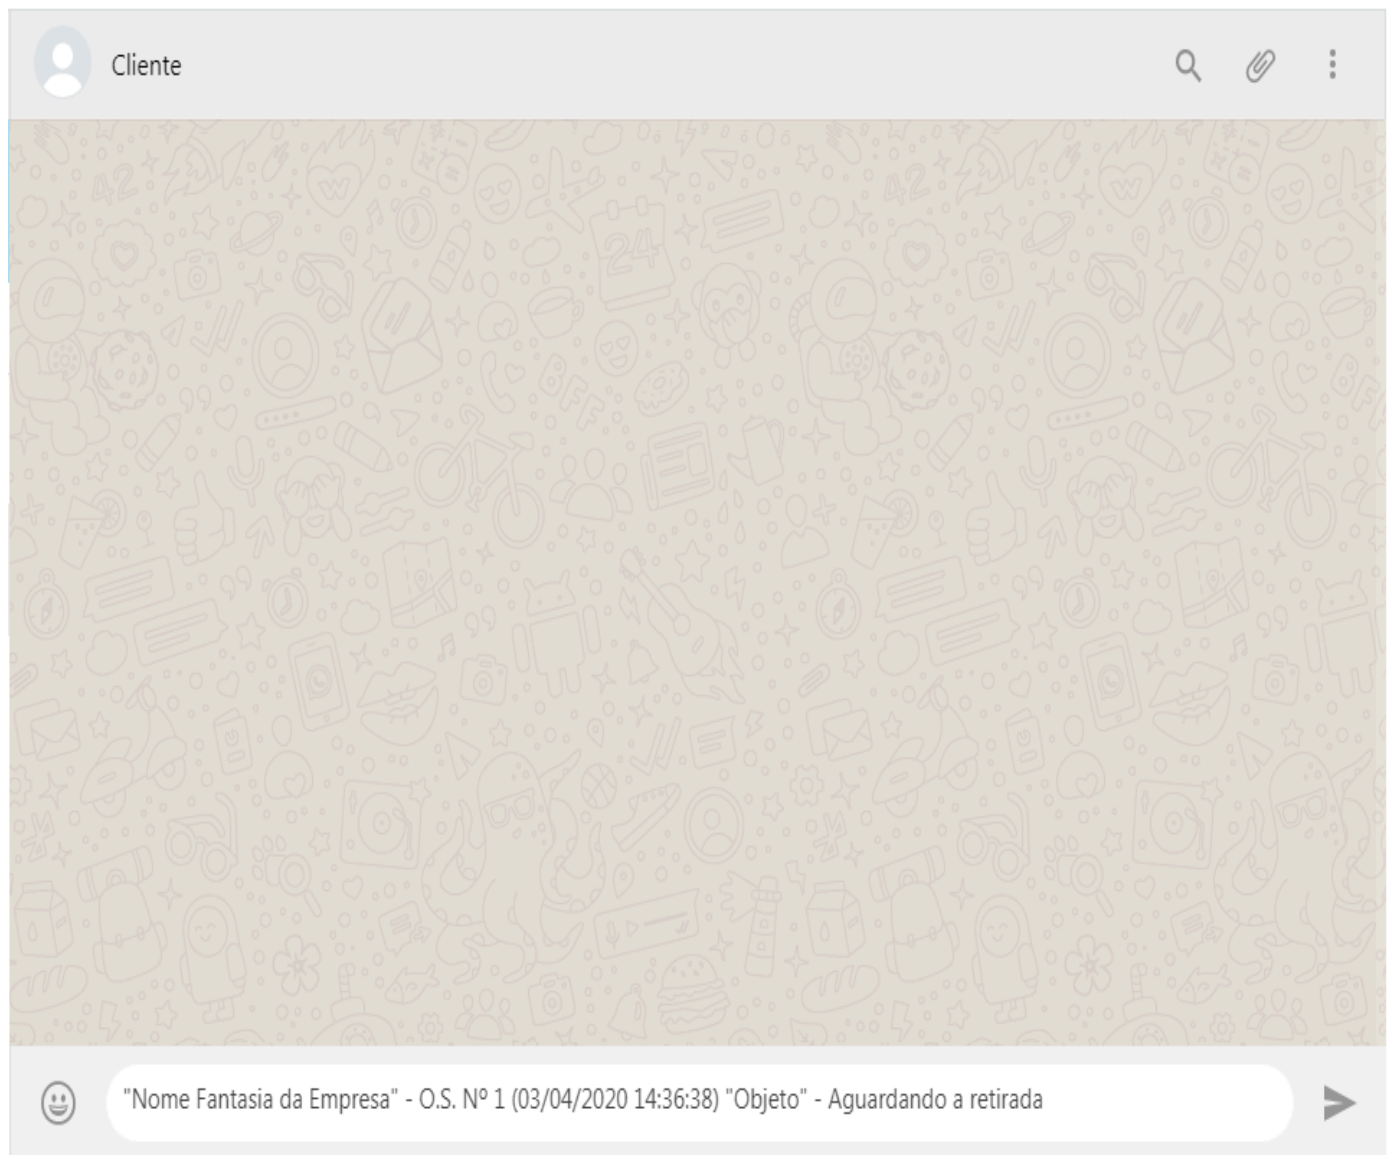 Cliente
"Nome Fantasia da Empresa" - O.S. Nº 1 (03/04/2020 14:36:38) "Objeto" - Aguardando a retirada